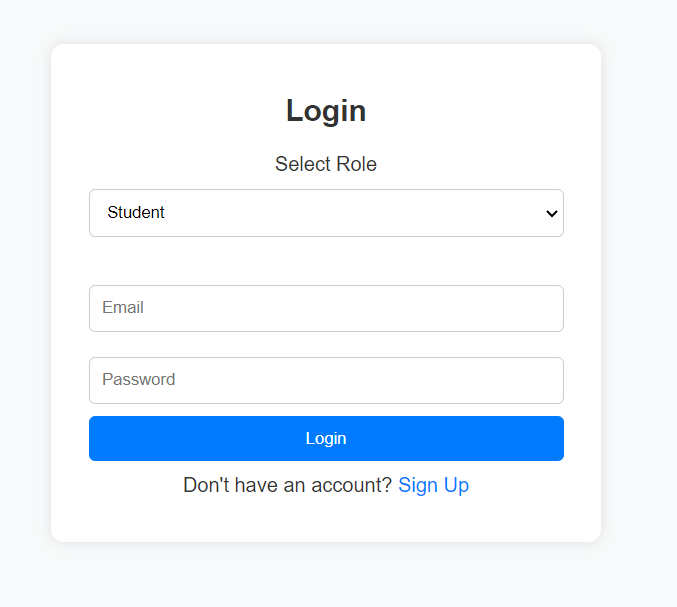 Login
Select Role
Student
Email
Password
Login
Don't have an account? Sign Up